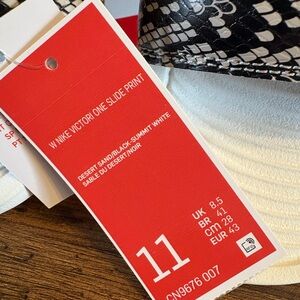 W NIKE VICTORI ONE SLIDE PRINT
DESERT SAND/BLACK-SUMMIT WHITE
SABLE DU DESERT/NOIR
11
UK 8.5
BR 41
CM 28
EUR 43
CN9676 007